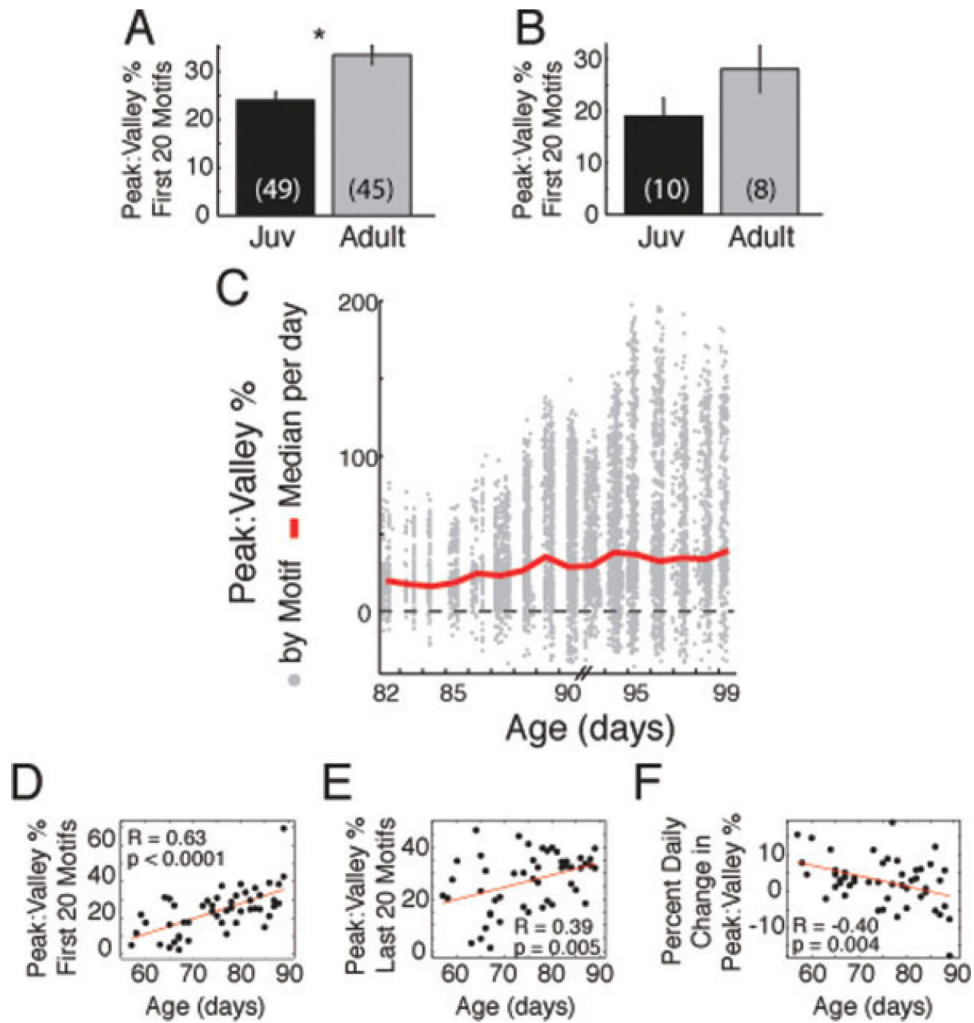 A
Peak:Valley %
First 20 Motifs
30
20
10
0
*
(49)
(45)
Juv
Adult
B
Peak:Valley %
First 20 Motifs
30
20
10
0
(10)
(8)
Juv
Adult
C
Peak:Valley %
by Motif
Median per day
200
100
0
82
85
90
95
99
Age (days)
D
Peak:Valley %
First 20 Motifs
60
40
20
0
R = 0.63
p < 0.0001
60
70
80
90
Age (days)
E
Peak:Valley %
Last 20 Motifs
40
20
0
R = 0.39
p = 0.005
60
70
80
90
Age (days)
F
Percent Daily
Change in
Peak:Valley %
10
0
-10
R = -0.40
p = 0.004
60
70
80
90
Age (days)